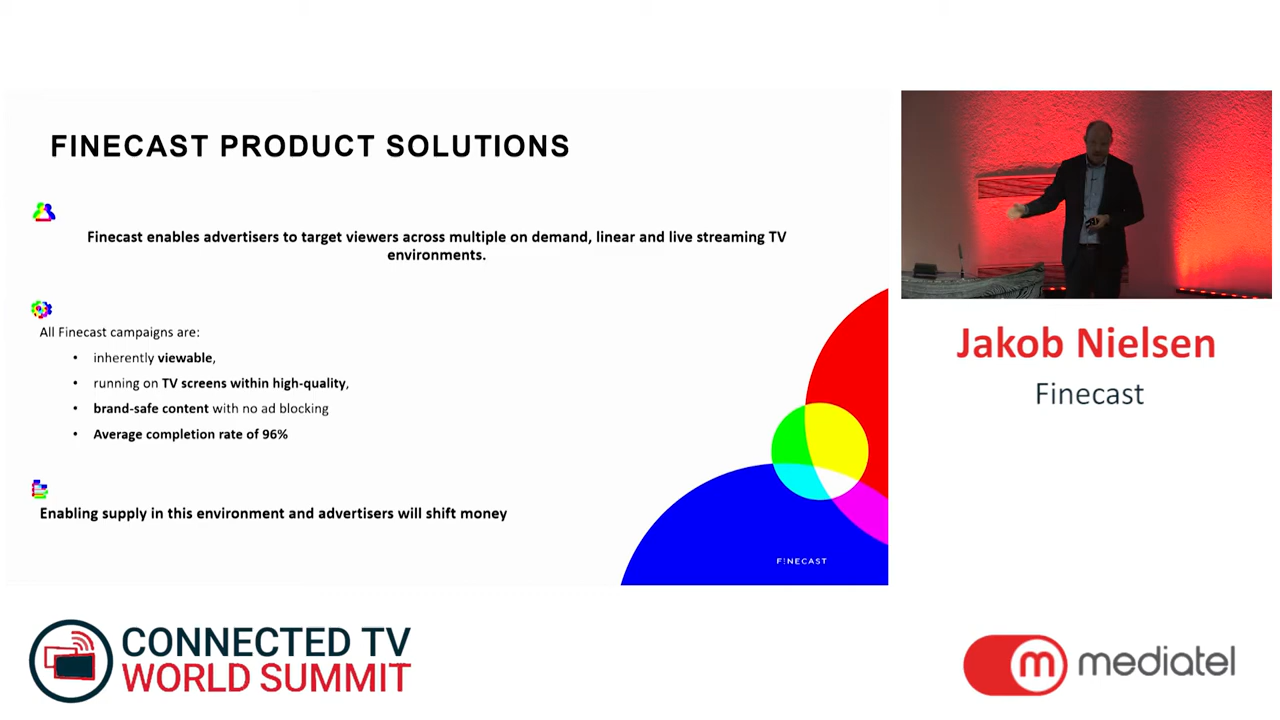 FINECAST PRODUCT SOLUTIONS
Finecast enables advertisers to target viewers across multiple on demand, linear and live streaming TV
environments.
All Finecast campaigns are:
• inherently viewable,
• running on TV screens within high-quality,
• brand-safe content with no ad blocking
• Average completion rate of 96%
Enabling supply in this environment and advertisers will shift money
F!NECAST
Jakob Nielsen
Finecast
CONNECTED TV
WORLD SUMMIT
m mediatel